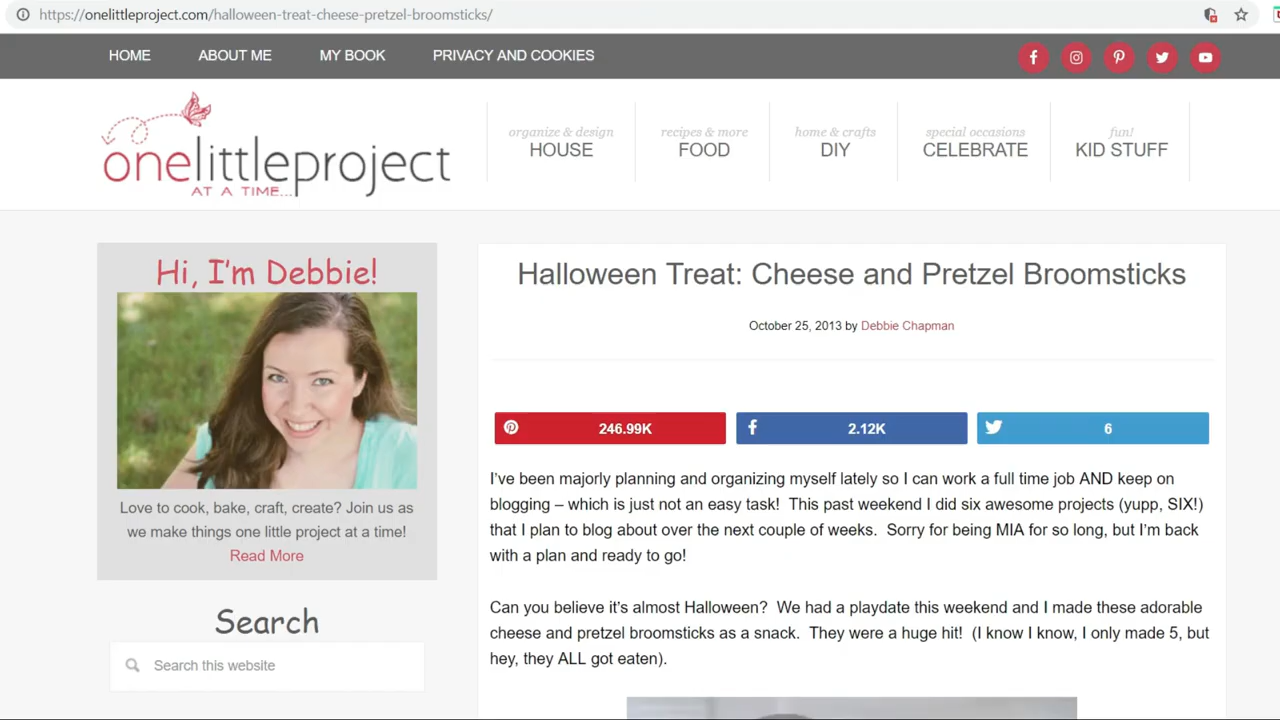 https://onelittleproject.com/halloween-treat-cheese-pretzel-broomsticks/
HOME ABOUT ME MY BOOK PRIVACY AND COOKIES
onelittleproject
AT A TIME...
organize & design
HOUSE
recipes & more
FOOD
home & crafts
DIY
special occasions
CELEBRATE
fun!
KID STUFF
Hi, I'm Debbie!
Love to cook, bake, craft, create? Join us as
we make things one little project at a time!
Read More
Search
Search this website
Halloween Treat: Cheese and Pretzel Broomsticks
October 25, 2013 by Debbie Chapman
246.99K 2.12K 6
I've been majorly planning and organizing myself lately so I can work a full time job AND keep on
blogging – which is just not an easy task! This past weekend I did six awesome projects (yupp, SIX!)
that I plan to blog about over the next couple of weeks. Sorry for being MIA for so long, but I'm back
with a plan and ready to go!
Can you believe it's almost Halloween? We had a playdate this weekend and I made these adorable
cheese and pretzel broomsticks as a snack. They were a huge hit! (I know I know, I only made 5, but
hey, they ALL got eaten).